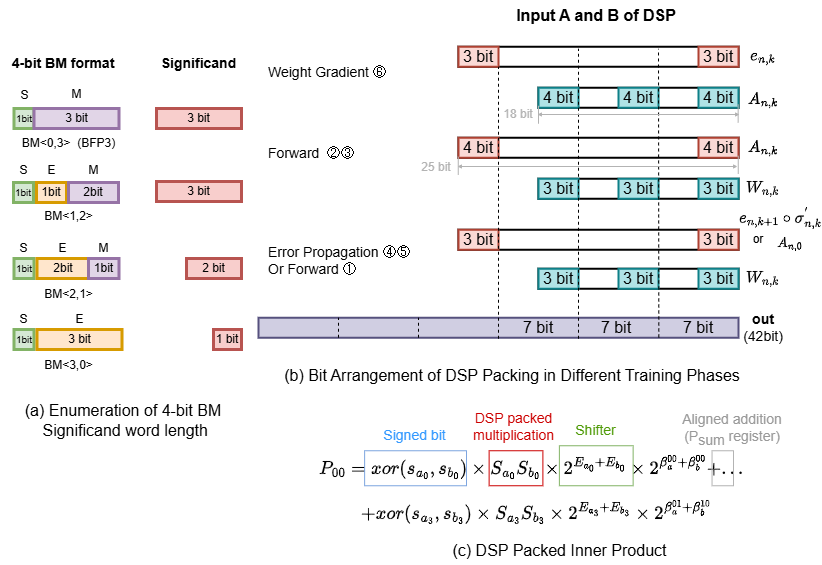 Input A and B of DSP
4-bit BM format
Significand
S M
1bit 3 bit
3 bit
BM<0,3> (BFP3)
S E M
1bit 1bit 2bit
3 bit
BM<1,2>
S E M
1bit 2bit 1bit
2 bit
BM<2,1>
S E
1bit 3 bit
1 bit
BM<3,0>
(a) Enumeration of 4-bit BM
Significand word length
Weight Gradient ⑥
3 bit 3 bit e_{n,k}
4 bit 4 bit 4 bit A_{n,k}
18 bit
Forward ②③
4 bit 4 bit A_{n,k}
25 bit
3 bit 3 bit 3 bit W_{n,k}
Error Propagation ④⑤
Or Forward ①
3 bit 3 bit e_{n,k+1} ∘ σ'_{n,k}
or A_{n,0}
3 bit 3 bit 3 bit W_{n,k}
7 bit 7 bit 7 bit out
(42bit)
(b) Bit Arrangement of DSP Packing in Different Training Phases
Signed bit
DSP packed
multiplication
Shifter
Aligned addition
(P_{sum} register)
P_{00} = xor(s_{a_0}, s_{b_0}) × S_{a_0}S_{b_0} × 2^{E_{a_0}+E_{b_0}} × 2^{β_a^{00}+β_b^{00}} +...
+xor(s_{a_3}, s_{b_3}) × S_{a_3}S_{b_3} × 2^{E_{a_3}+E_{b_3}} × 2^{β_a^{01}+β_b^{10}}
(c) DSP Packed Inner Product